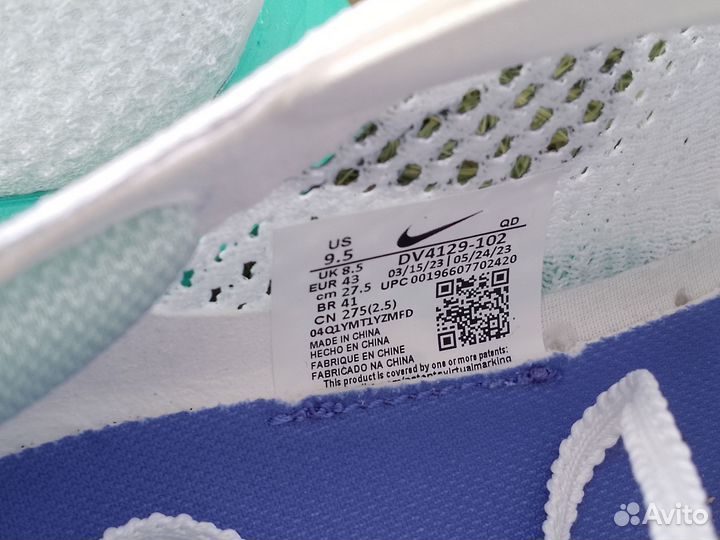 US
9.5
UK 8.5
EUR 43
cm 27.5
BR 41
CN 275(2.5)
04Q1YMT1YZMFD
MADE IN CHINA
HECHO EN CHINA
FABRIQUE EN CHINE
FABRICADO NA CHINA
This product is covered by one or more patents:
QD
DV4129-102
03/15/23 | 05/24/23
UPC 00196607702420
Avito